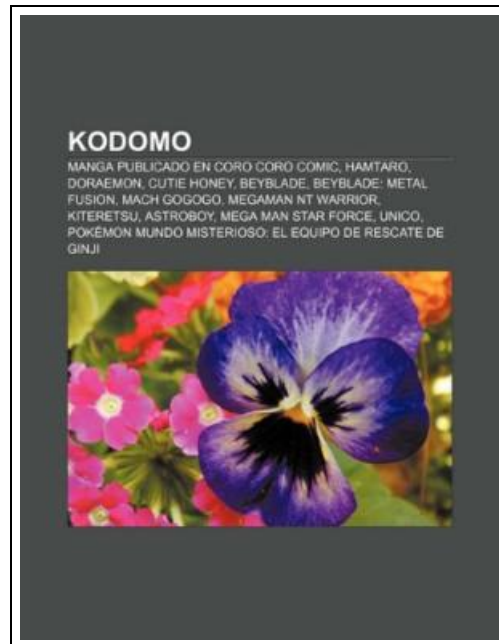 KODOMO
MANGA PUBLICADO EN CORO CORO COMIC, HAMTARO,
DORAEMON, CUTIE HONEY, BEYBLADE, BEYBLADE: METAL
FUSION, MACH GOGOGO, MEGAMAN NT WARRIOR,
KITERETSU, ASTROBOY, MEGA MAN STAR FORCE, UNICO,
POKÉMON MUNDO MISTERIOSO: EL EQUIPO DE RESCATE DE
GINJI